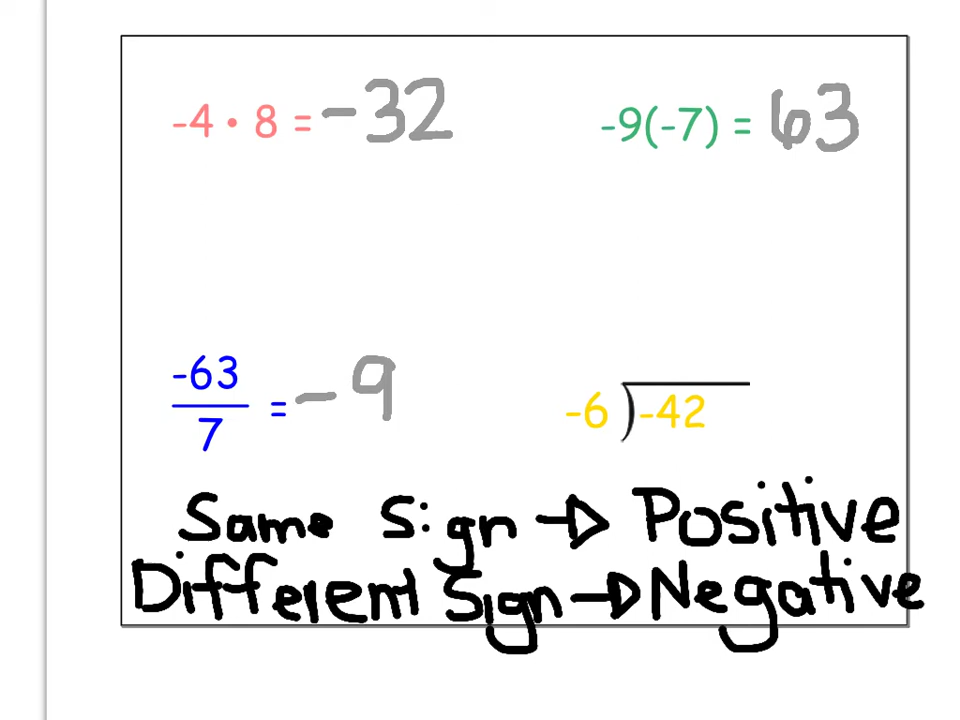 -4 • 8 = -32
-9(-7) = 63
-63
7
= -9
-6 ) -42
Same Sign → Positive
Different Sign → Negative